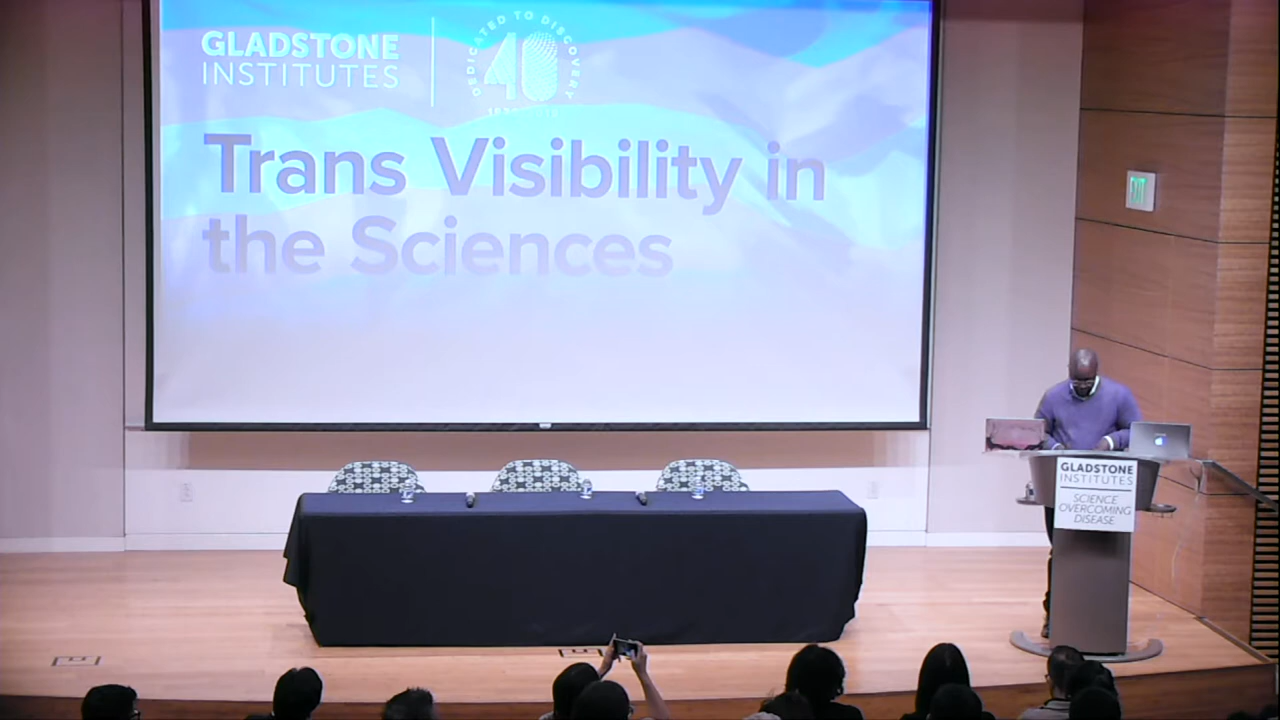 GLADSTONE
INSTITUTES
DEDICATED TO DISCOVERY
40
Trans Visibility in
the Sciences
EXIT
GLADSTONE
INSTITUTES
SCIENCE
OVERCOMING
DISEASE